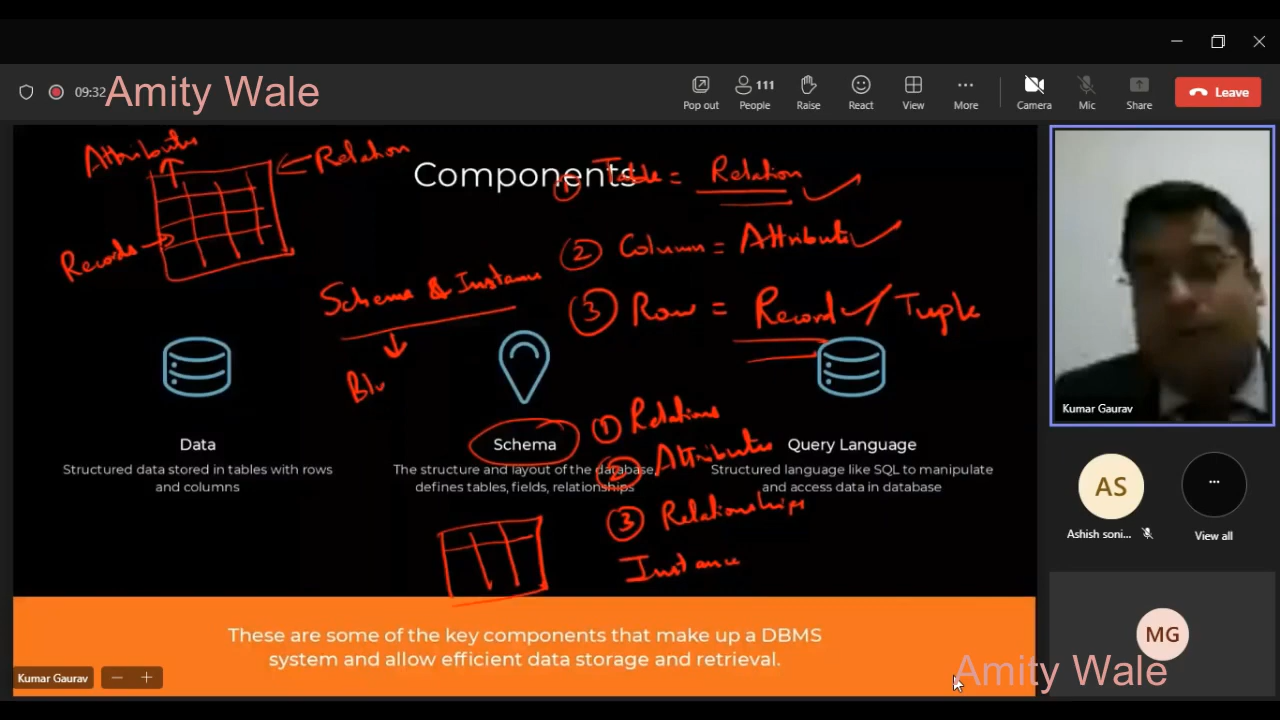 09:32
Amity Wale
Pop out
111
People
Raise
React
View
More
Camera
Mic
Share
Leave
Attributes
Relation
Records
Components
① Table = Relation
② Column = Attribute
③ Row = Record / Tuple
Schema & Instance
Blu
Data
Structured data stored in tables with rows
and columns
Schema
The structure and layout of the database,
defines tables, fields, relationships
Query Language
Structured language like SQL to manipulate
and access data in database
① Relations
② Attributes
③ Relationships
Instance
These are some of the key components that make up a DBMS
system and allow efficient data storage and retrieval.
Kumar Gaurav
Kumar Gaurav
AS
Ashish soni...
...
View all
MG
Amity Wale